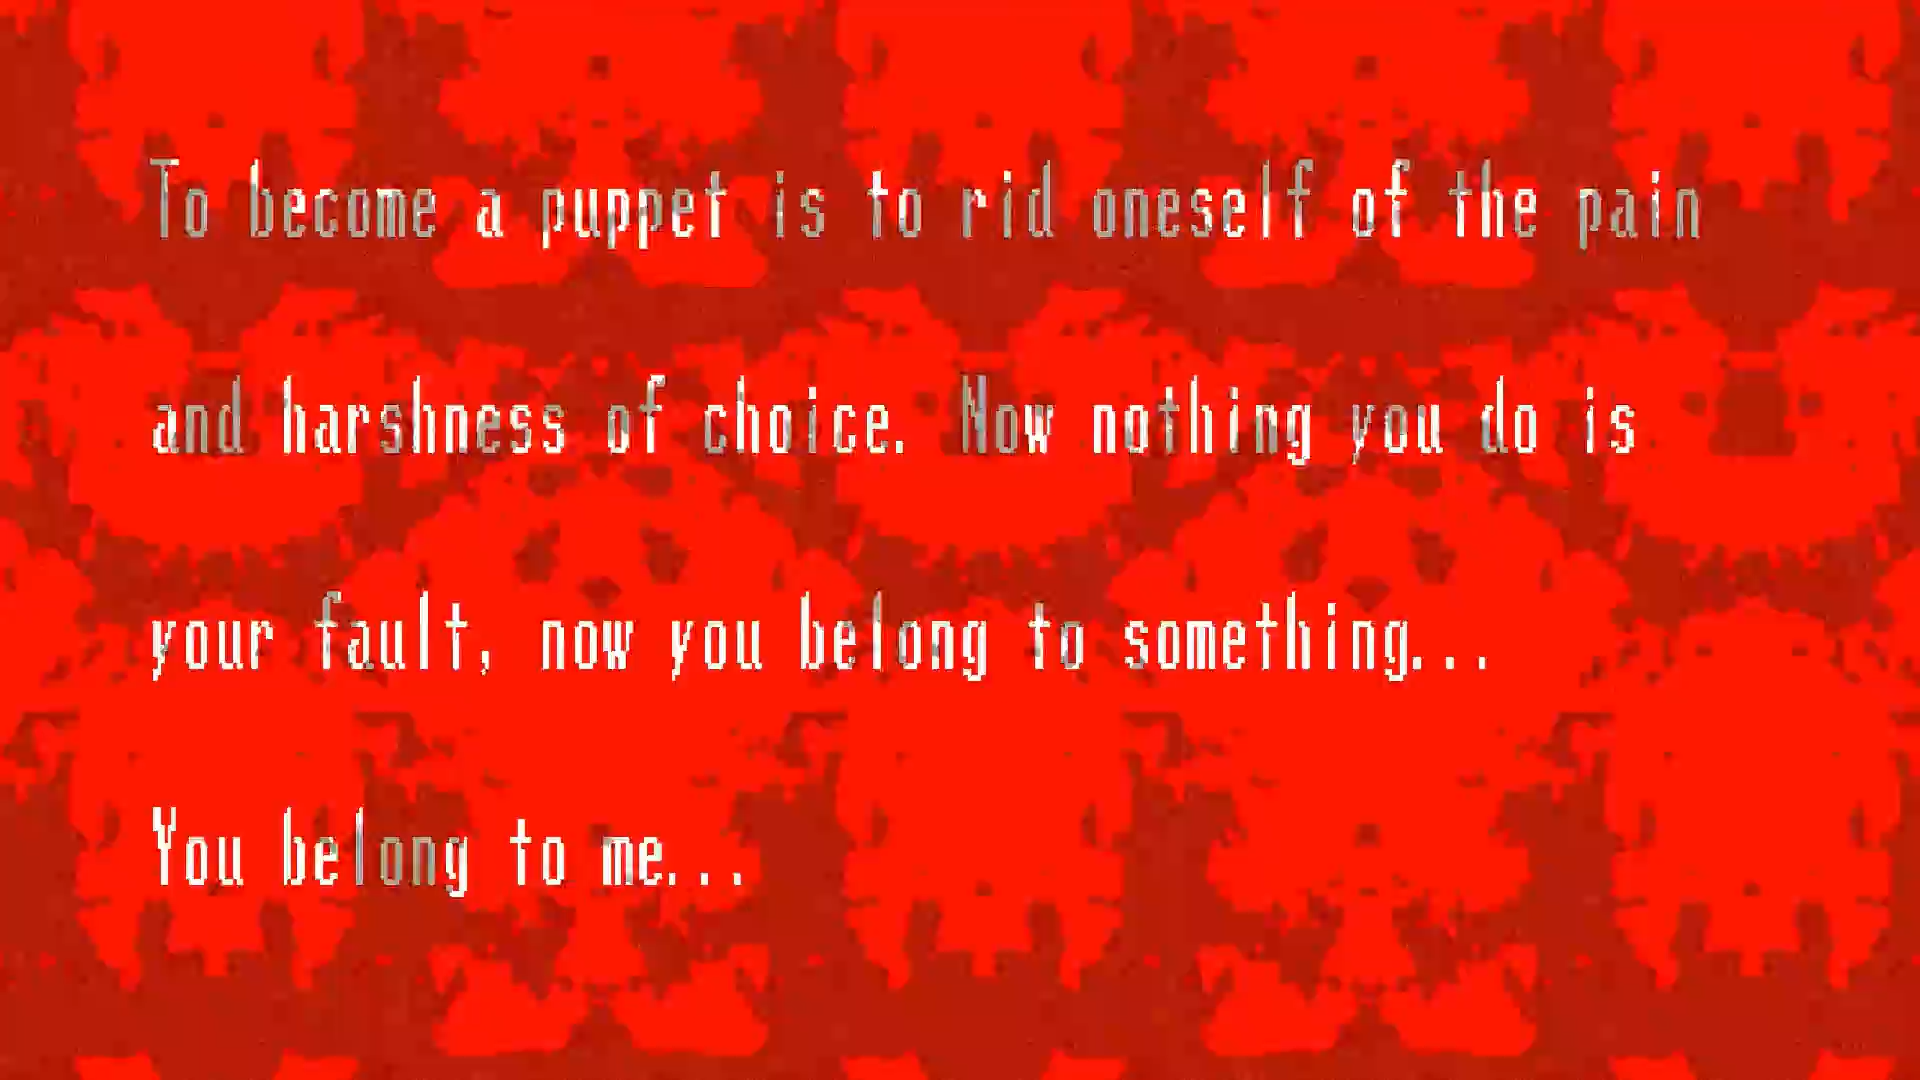 To become a puppet is to rid oneself of the pain
and harshness of choice. Now nothing you do is
your fault, now you belong to something...
You belong to me...